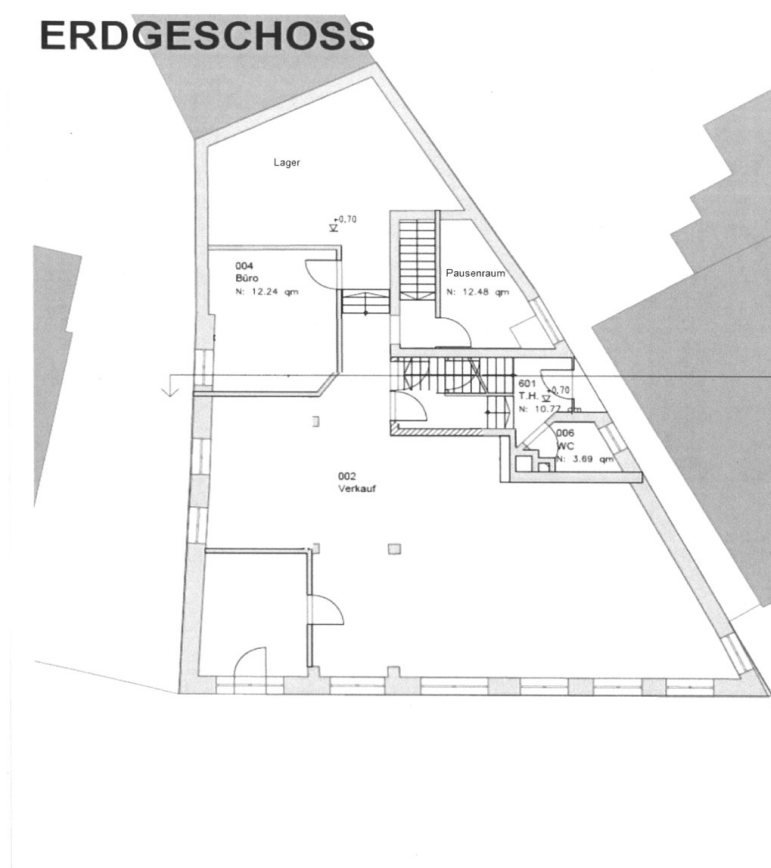 ERDGESCHOSS
Lager
+0,70
004
Büro
N: 12.24 qm
Pausenraum
N: 12.48 qm
601
T.H.
+0,70
N: 10.77 qm
006
WC
N: 3.69 qm
002
Verkauf